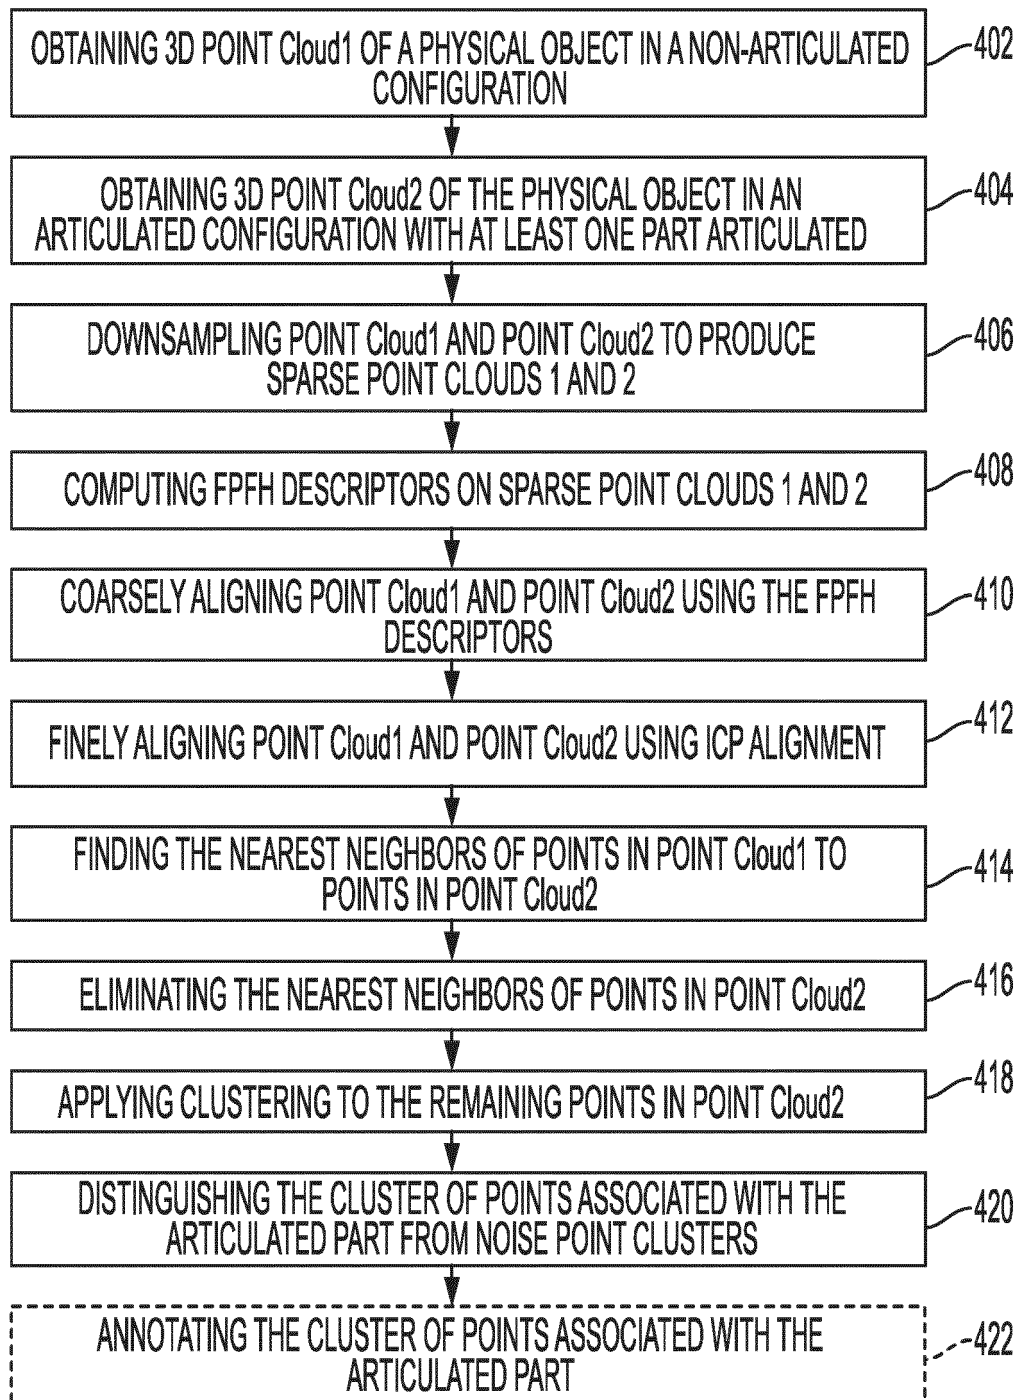 OBTAINING 3D POINT Cloud1 OF A PHYSICAL OBJECT IN A NON-ARTICULATED
CONFIGURATION
402
OBTAINING 3D POINT Cloud2 OF THE PHYSICAL OBJECT IN AN
ARTICULATED CONFIGURATION WITH AT LEAST ONE PART ARTICULATED
404
DOWNSAMPLING POINT Cloud1 AND POINT Cloud2 TO PRODUCE
SPARSE POINT CLOUDS 1 AND 2
406
COMPUTING FPFH DESCRIPTORS ON SPARSE POINT CLOUDS 1 AND 2
408
COARSELY ALIGNING POINT Cloud1 AND POINT Cloud2 USING THE FPFH
DESCRIPTORS
410
FINELY ALIGNING POINT Cloud1 AND POINT Cloud2 USING ICP ALIGNMENT
412
FINDING THE NEAREST NEIGHBORS OF POINTS IN POINT Cloud1 TO
POINTS IN POINT Cloud2
414
ELIMINATING THE NEAREST NEIGHBORS OF POINTS IN POINT Cloud2
416
APPLYING CLUSTERING TO THE REMAINING POINTS IN POINT Cloud2
418
DISTINGUISHING THE CLUSTER OF POINTS ASSOCIATED WITH THE
ARTICULATED PART FROM NOISE POINT CLUSTERS
420
ANNOTATING THE CLUSTER OF POINTS ASSOCIATED WITH THE
ARTICULATED PART
422